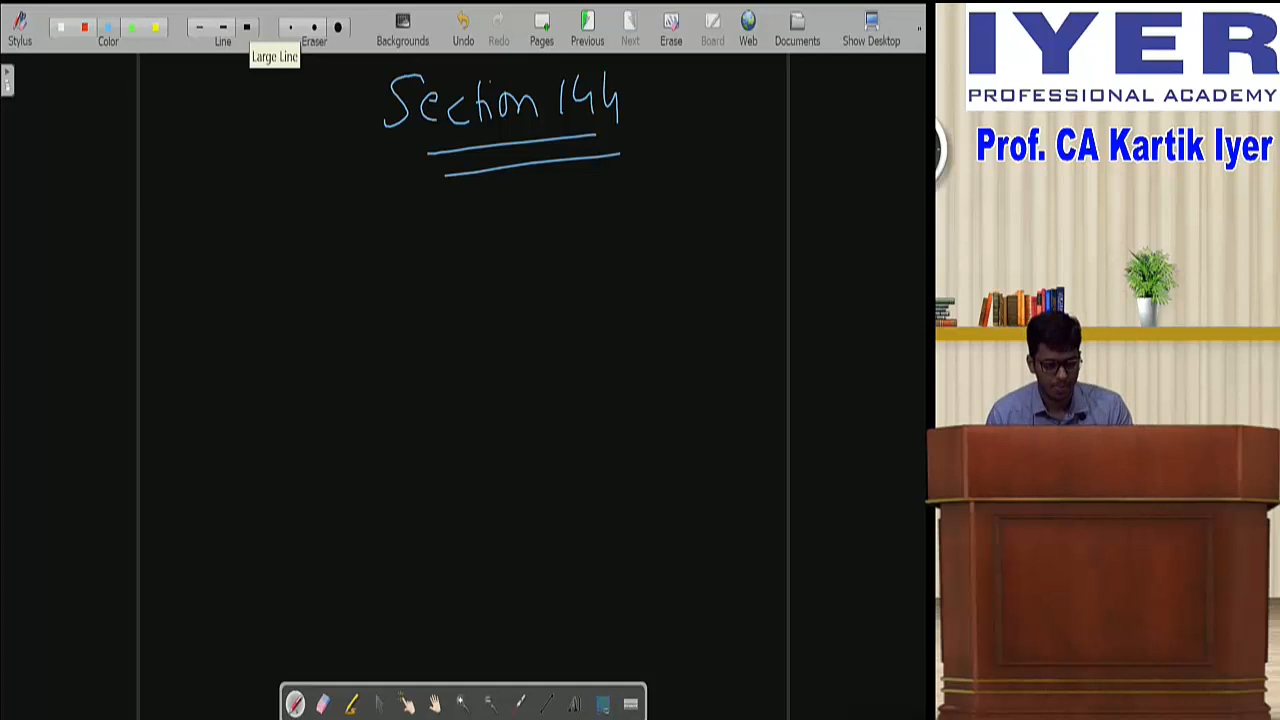 Stylus
Color
Line
Eraser
Backgrounds
Undo
Redo
Pages
Previous
Next
Erase
Board
Web
Documents
Show Desktop
Large Line
Section 144
IYER
PROFESSIONAL ACADEMY
Prof. CA Kartik Iyer